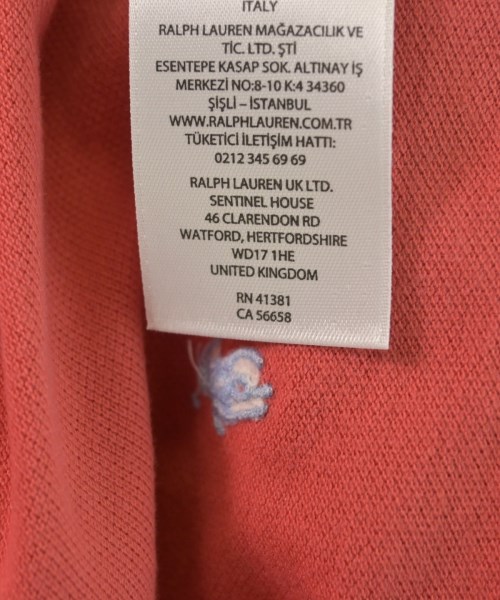 ITALY
RALPH LAUREN MAĞAZACILIK VE
TİC. LTD. ŞTİ
ESENTEPE KASAP SOK. ALTINAY İŞ
MERKEZİ NO:8-10 K:4 34360
ŞİŞLİ – İSTANBUL
WWW.RALPHLAUREN.COM.TR
TÜKETİCİ İLETİŞİM HATTI:
0212 345 69 69
RALPH LAUREN UK LTD.
SENTINEL HOUSE
46 CLARENDON RD
WATFORD, HERTFORDSHIRE
WD17 1HE
UNITED KINGDOM
RN 41381
CA 56658